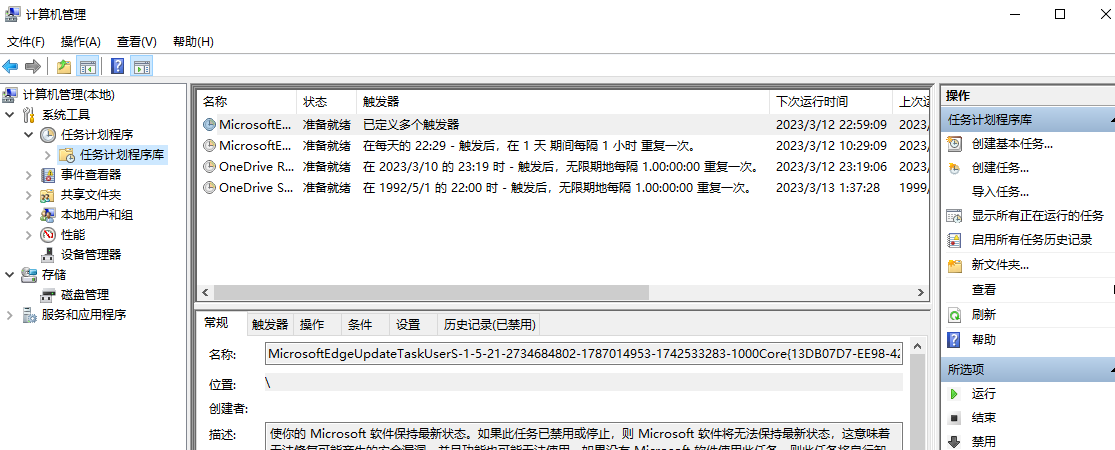 计算机管理
文件(F) 操作(A) 查看(V) 帮助(H)
计算机管理(本地)
系统工具
任务计划程序
任务计划程序库
事件查看器
共享文件夹
本地用户和组
性能
设备管理器
存储
磁盘管理
服务和应用程序
名称 状态 触发器 下次运行时间 上次运
MicrosoftE... 准备就绪 已定义多个触发器 2023/3/12 22:59:09 2023/
MicrosoftE... 准备就绪 在每天的 22:29 - 触发后，在 1 天 期间每隔 1 小时 重复一次。 2023/3/12 10:29:09 2023/
OneDrive R... 准备就绪 在 2023/3/10 的 23:19 时 - 触发后，无限期地每隔 1.00:00:00 重复一次。 2023/3/12 23:19:06 2023/
OneDrive S... 准备就绪 在 1992/5/1 的 22:00 时 - 触发后，无限期地每隔 1.00:00:00 重复一次。 2023/3/13 1:37:28 1999/
常规 触发器 操作 条件 设置 历史记录(已禁用)
名称: MicrosoftEdgeUpdateTaskUserS-1-5-21-2734684802-1787014953-1742533283-1000Core{13DB07D7-EE98-42
位置: \
创建者:
描述: 使你的 Microsoft 软件保持最新状态。如果此任务已禁用或停止，则 Microsoft 软件将无法保持最新状态，这意味着
操作
任务计划程序库
创建基本任务...
创建任务...
导入任务...
显示所有正在运行的任务
启用所有任务历史记录
新文件夹...
查看
刷新
帮助
所选项
运行
结束
禁用